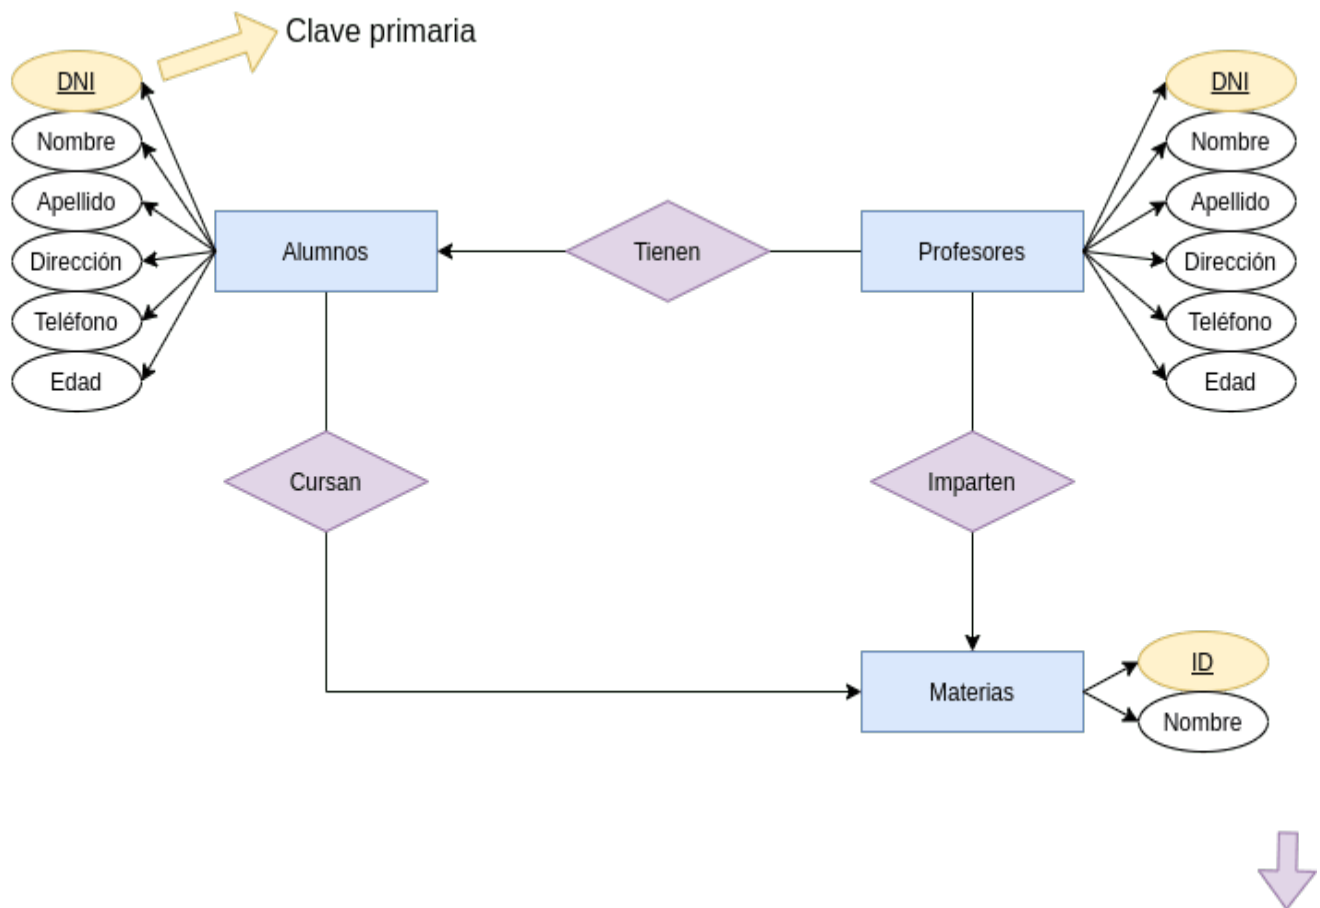 Clave primaria
DNI
Nombre
Apellido
Dirección
Teléfono
Edad
Alumnos
Tienen
Profesores
DNI
Nombre
Apellido
Dirección
Teléfono
Edad
Cursan
Imparten
Materias
ID
Nombre